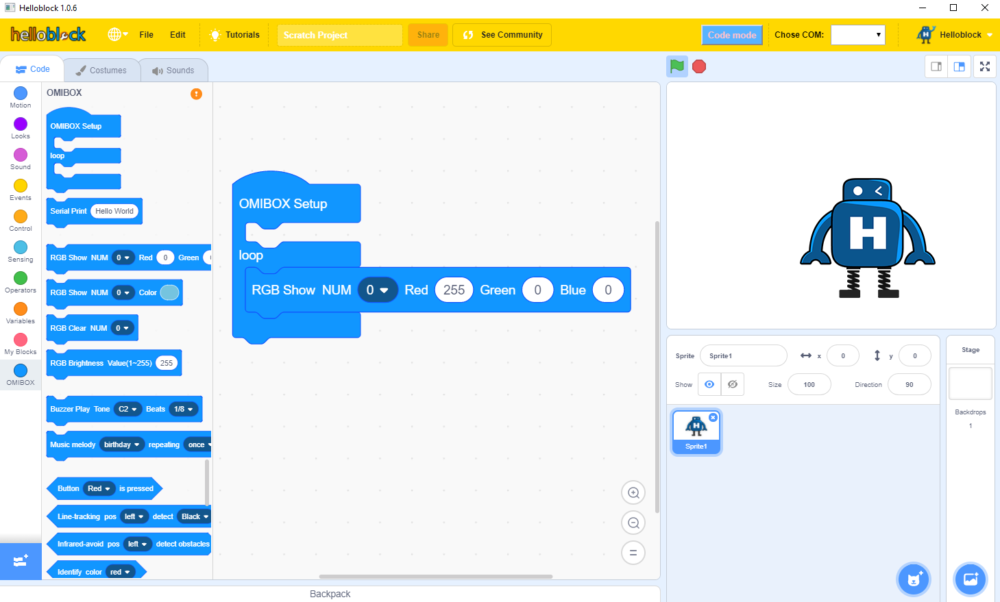 Helloblock 1.0.6
helloblock
File
Edit
Tutorials
Scratch Project
Share
See Community
Code mode
Chose COM:
Helloblock
Code
Costumes
Sounds
Motion
Looks
Sound
Events
Control
Sensing
Operators
Variables
My Blocks
OMIBOX
OMIBOX
OMIBOX Setup
loop
Serial Print Hello World
RGB Show NUM 0 Red 0 Green
RGB Show NUM 0 Color
RGB Clear NUM 0
RGB Brightness Value(1~255) 255
Buzzer Play Tone C2 Beats 1/8
Music melody birthday repeating once
Button Red is pressed
Line-tracking pos left detect Black
Infrared-avoid pos left detect obstacles
Identify color red
OMIBOX Setup
loop
RGB Show NUM 0 Red 255 Green 0 Blue 0
H
Sprite Sprite1 x 0 y 0
Show Size 100 Direction 90
H
Sprite1
Stage
Backdrops
1
Backpack